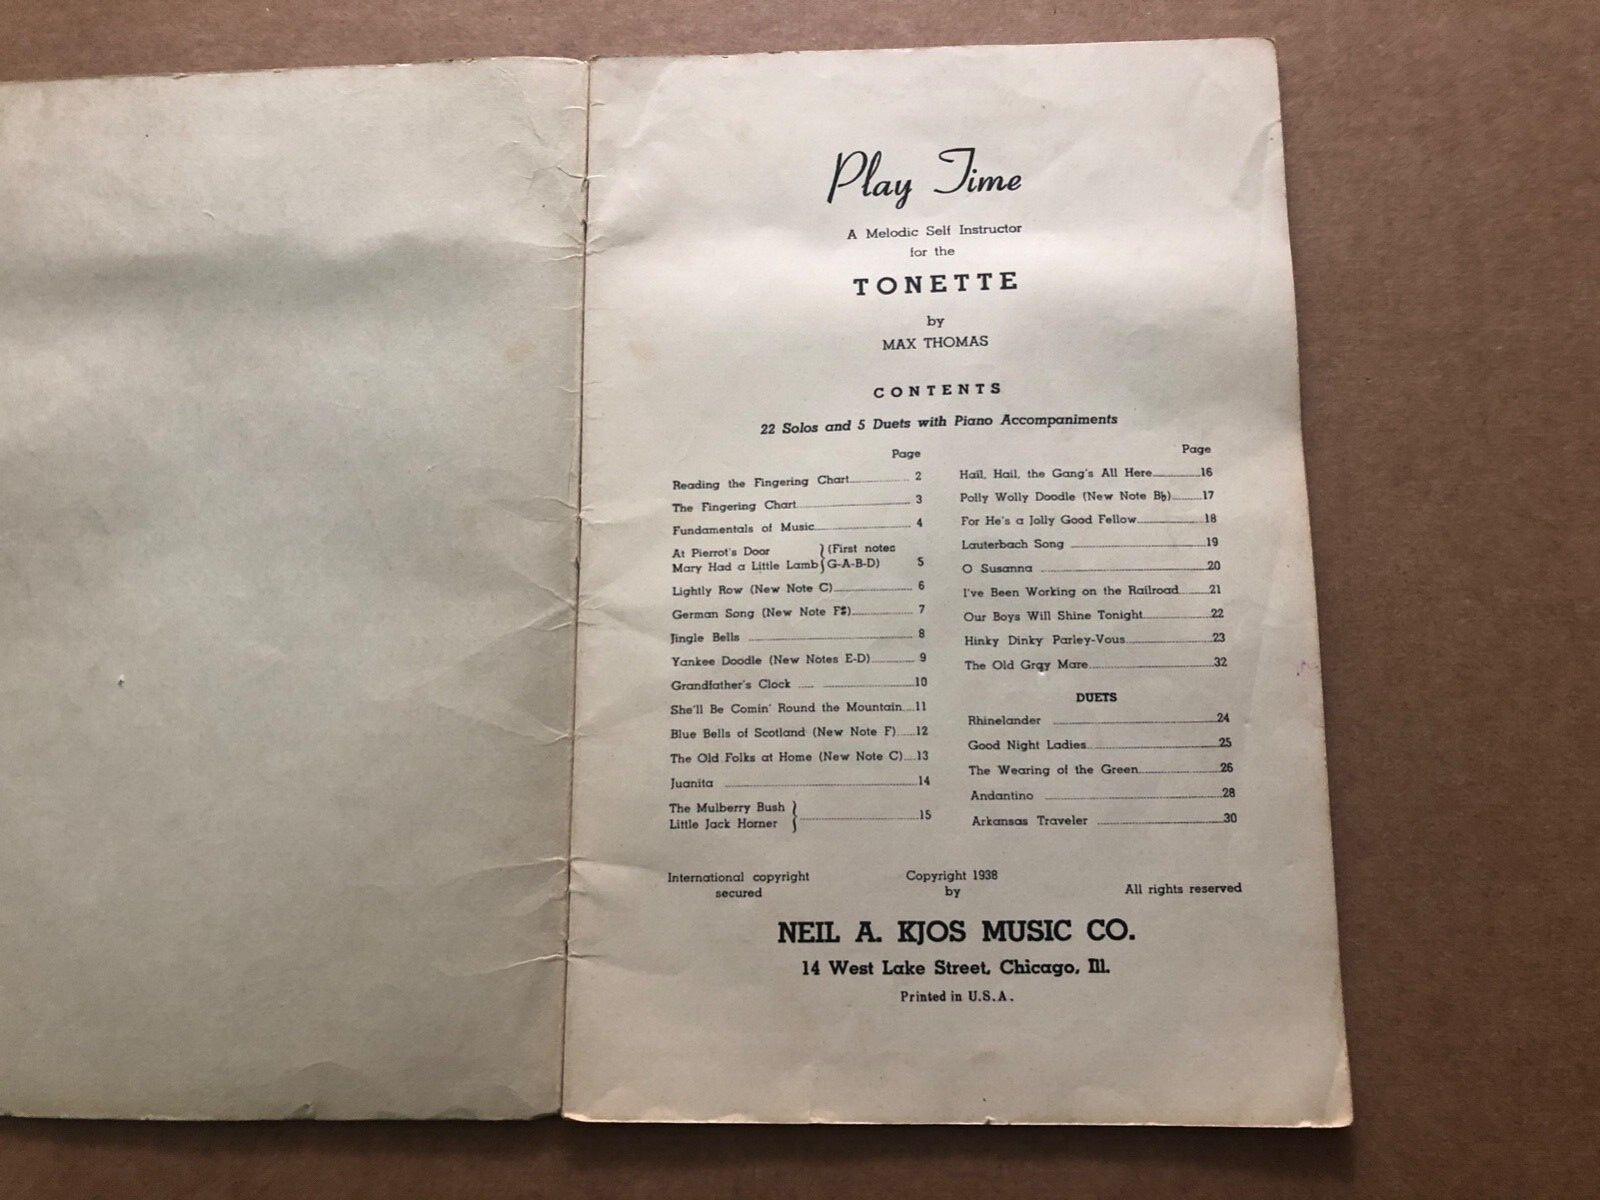 Play Time
A Melodic Self Instructor
for the
TONETTE
by
MAX THOMAS
CONTENTS
22 Solos and 5 Duets with Piano Accompaniments
Page
Reading the Fingering Chart 2
The Fingering Chart 3
Fundamentals of Music 4
At Pierrot's Door (First notes
Mary Had a Little Lamb G-A-B-D) 5
Lightly Row (New Note C) 6
German Song (New Note F♯) 7
Jingle Bells 8
Yankee Doodle (New Notes E-D) 9
Grandfather's Clock 10
She'll Be Comin' Round the Mountain 11
Blue Bells of Scotland (New Note F) 12
The Old Folks at Home (New Note C) 13
Juanita 14
The Mulberry Bush
Little Jack Horner 15
Page
Hail, Hail, the Gang's All Here 16
Polly Wolly Doodle (New Note B♭) 17
For He's a Jolly Good Fellow 18
Lauterbach Song 19
O Susanna 20
I've Been Working on the Railroad 21
Our Boys Will Shine Tonight 22
Hinky Dinky Parley-Vous 23
The Old Gray Mare 32
DUETS
Rhinelander 24
Good Night Ladies 25
The Wearing of the Green 26
Andantino 28
Arkansas Traveler 30
International copyright
secured
Copyright 1938
by
All rights reserved
NEIL A. KJOS MUSIC CO.
14 West Lake Street, Chicago, Ill.
Printed in U.S.A.